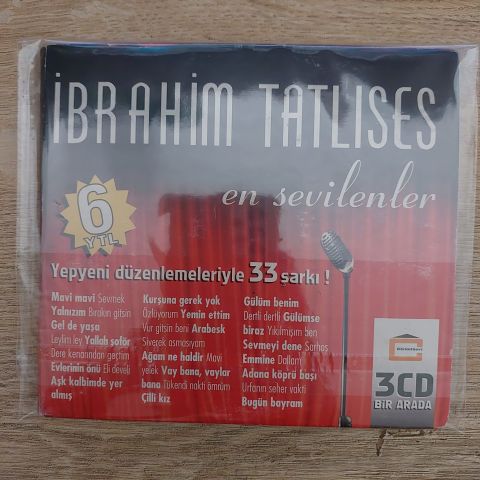 İBRAHİM TATLISES
en sevilenler
6
YTL
Yepyeni düzenlemeleriyle 33 şarkı !
Mavi mavi Sevmek
Yalnızım Bırakın gitsin
Gel de yaşa
Leylim ley Yallah şoför
Dere kenarından geçtim
Evlerinin önü Eli develi
Aşk kalbimde yer
almış
Kurşuna gerek yok
Özlüyorum Yemin ettim
Vur gitsin beni Arabesk
Siveçek asmasıyam
Ağam ne haldir Mavi
yelek Vay bana, vaylar
bana Tükendi nakti ömrüm
Çilli kız
Gülüm benim
Dertli dertli Gülümse
biraz Yıkılmışım ben
Sevmeyi dene Sarhoş
Emmine Dallam
Adana köprü başı
Urfanın seher vakti
Bugün bayram
3CD
BİR ARADA